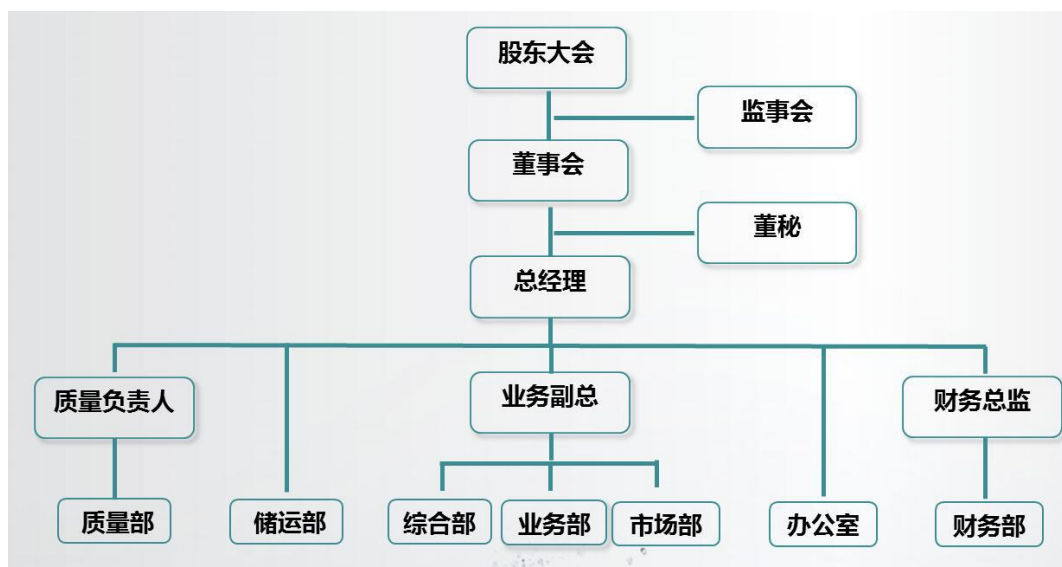 股东大会
监事会
董事会
董秘
总经理
质量负责人
业务副总
财务总监
质量部
储运部
综合部
业务部
市场部
办公室
财务部